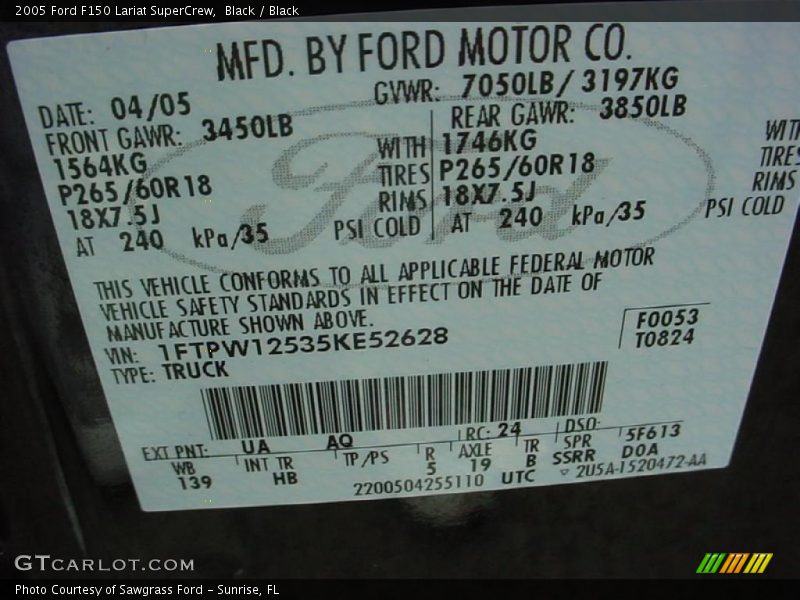 2005 Ford F150 Lariat SuperCrew,  Black / Black
MFD. BY FORD MOTOR CO.
DATE: 04/05
GVWR: 7050LB/ 3197KG
FRONT GAWR: 3450LB
REAR GAWR: 3850LB
1564KG WITH
1746KG WITH
P265/60R18 TIRES
P265/60R18 TIRES
18X7.5J RIMS
18X7.5J RIMS
AT 240 kPa/35 PSI COLD
AT 240 kPa/35 PSI COLD
Ford
THIS VEHICLE CONFORMS TO ALL APPLICABLE FEDERAL MOTOR
VEHICLE SAFETY STANDARDS IN EFFECT ON THE DATE OF
MANUFACTURE SHOWN ABOVE.
VIN: 1FTPW12535KE52628
F0053
TYPE: TRUCK
T0824
EXT PNT: UA AQ RC: 24 DSO:
WB INT TR TP/PS R AXLE TR SPR 5F613
139 HB 5 19 B SSRR DOA
2200504255110 UTC 2U5A-1520472-AA
GTCARLOT.COM
Photo Courtesy of Sawgrass Ford - Sunrise, FL